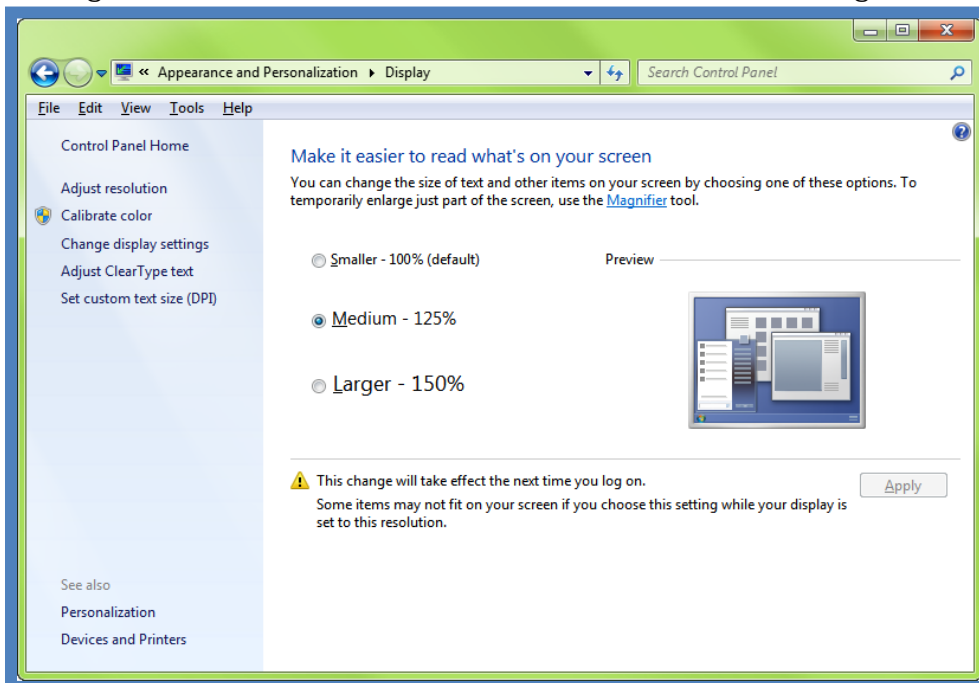 « Appearance and Personalization ▸ Display
Search Control Panel
File Edit View Tools Help
Control Panel Home
Adjust resolution
Calibrate color
Change display settings
Adjust ClearType text
Set custom text size (DPI)
See also
Personalization
Devices and Printers
Make it easier to read what's on your screen
You can change the size of text and other items on your screen by choosing one of these options. To
temporarily enlarge just part of the screen, use the Magnifier tool.
Smaller - 100% (default)
Preview
Medium - 125%
Larger - 150%
This change will take effect the next time you log on.
Apply
Some items may not fit on your screen if you choose this setting while your display is
set to this resolution.